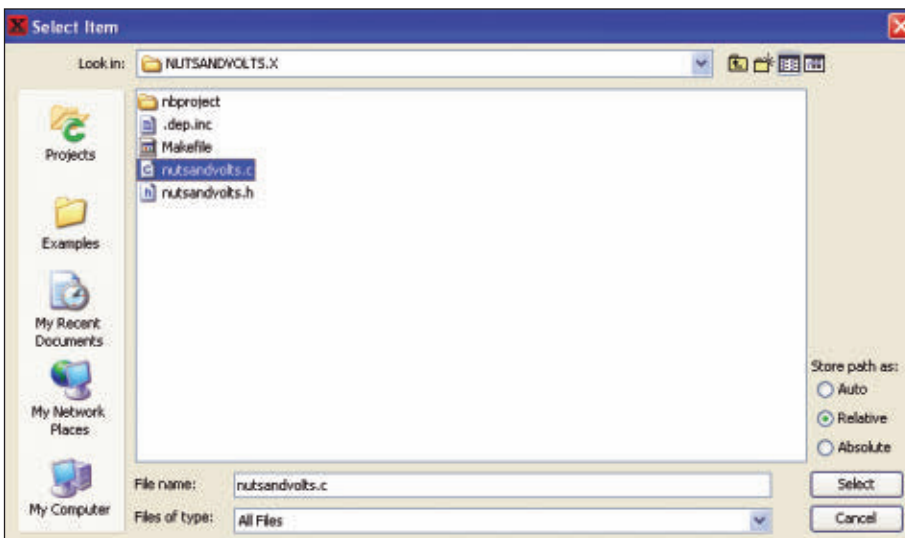 Select Item
Look in:
NUTSANDVOLTS.X
Projects
Examples
My Recent
Documents
My Network
Places
My Computer
nbproject
.dep.inc
Makefile
nutsandvolts.c
nutsandvolts.h
Store path as:
Auto
Relative
Absolute
File name:
nutsandvolts.c
Select
Files of type:
All Files
Cancel